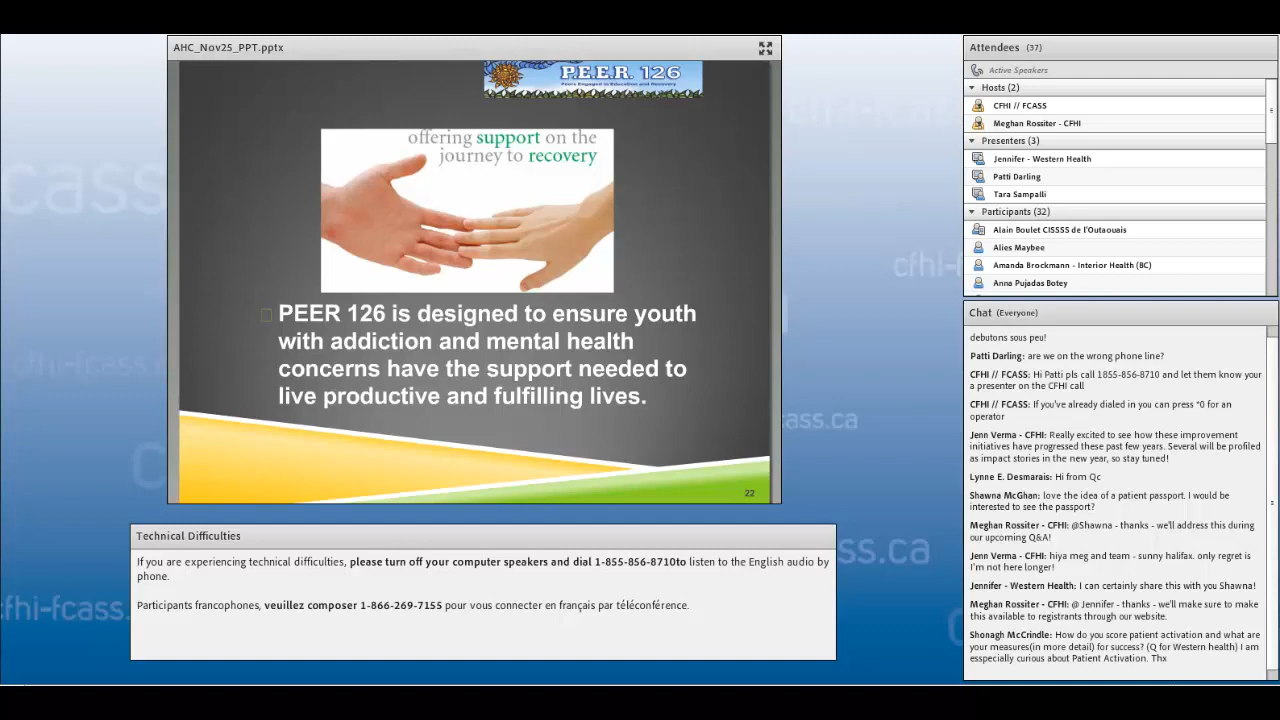 AHC_Nov25_PPT.pptx
P.E.E.R. 126
Peers Engaged in Education and Recovery
offering support on the
journey to recovery
PEER 126 is designed to ensure youth
with addiction and mental health
concerns have the support needed to
live productive and fulfilling lives.
22
Technical Difficulties
If you are experiencing technical difficulties, please turn off your computer speakers and dial 1-855-856-8710to listen to the English audio by
phone.
Participants francophones, veuillez composer 1-866-269-7155 pour vous connecter en français par téléconférence.
Attendees (37)
Active Speakers
Hosts (2)
CFHI // FCASS
Meghan Rossiter - CFHI
Presenters (3)
Jennifer - Western Health
Patti Darling
Tara Sampalli
Participants (32)
Alain Boulet CISSSS de l'Outaouais
Alies Maybee
Amanda Brockmann - Interior Health (BC)
Anna Pujadas Botey
Chat (Everyone)
debutons sous peu!
Patti Darling: are we on the wrong phone line?
CFHI // FCASS: Hi Patti pls call 1855-856-8710 and let them know your
a presenter on the CFHI call
CFHI // FCASS: If you've already dialed in you can press *0 for an
operator
Jenn Verma - CFHI: Really excited to see how these improvement
initiatives have progressed these past few years. Several will be profiled
as impact stories in the new year, so stay tuned!
Lynne E. Desmarais: Hi from Qc
Shawna McGhan: love the idea of a patient passport. I would be
interested to see the passport?
Meghan Rossiter - CFHI: @Shawna - thanks - we'll address this during
our upcoming Q&A!
Jenn Verma - CFHI: hiya meg and team - sunny halifax. only regret is
I'm not here longer!
Jennifer - Western Health: I can certainly share this with you Shawna!
Meghan Rossiter - CFHI: @ Jennifer - thanks - we'll make sure to make
this available to registrants through our website.
Shonagh McCrindle: How do you score patient activation and what are
your measures(in more detail) for success? (Q for Western health) I am
esspecially curious about Patient Activation. Thx
cass
cfhi-f
cass.ca
ss.ca
cfhi-fcass